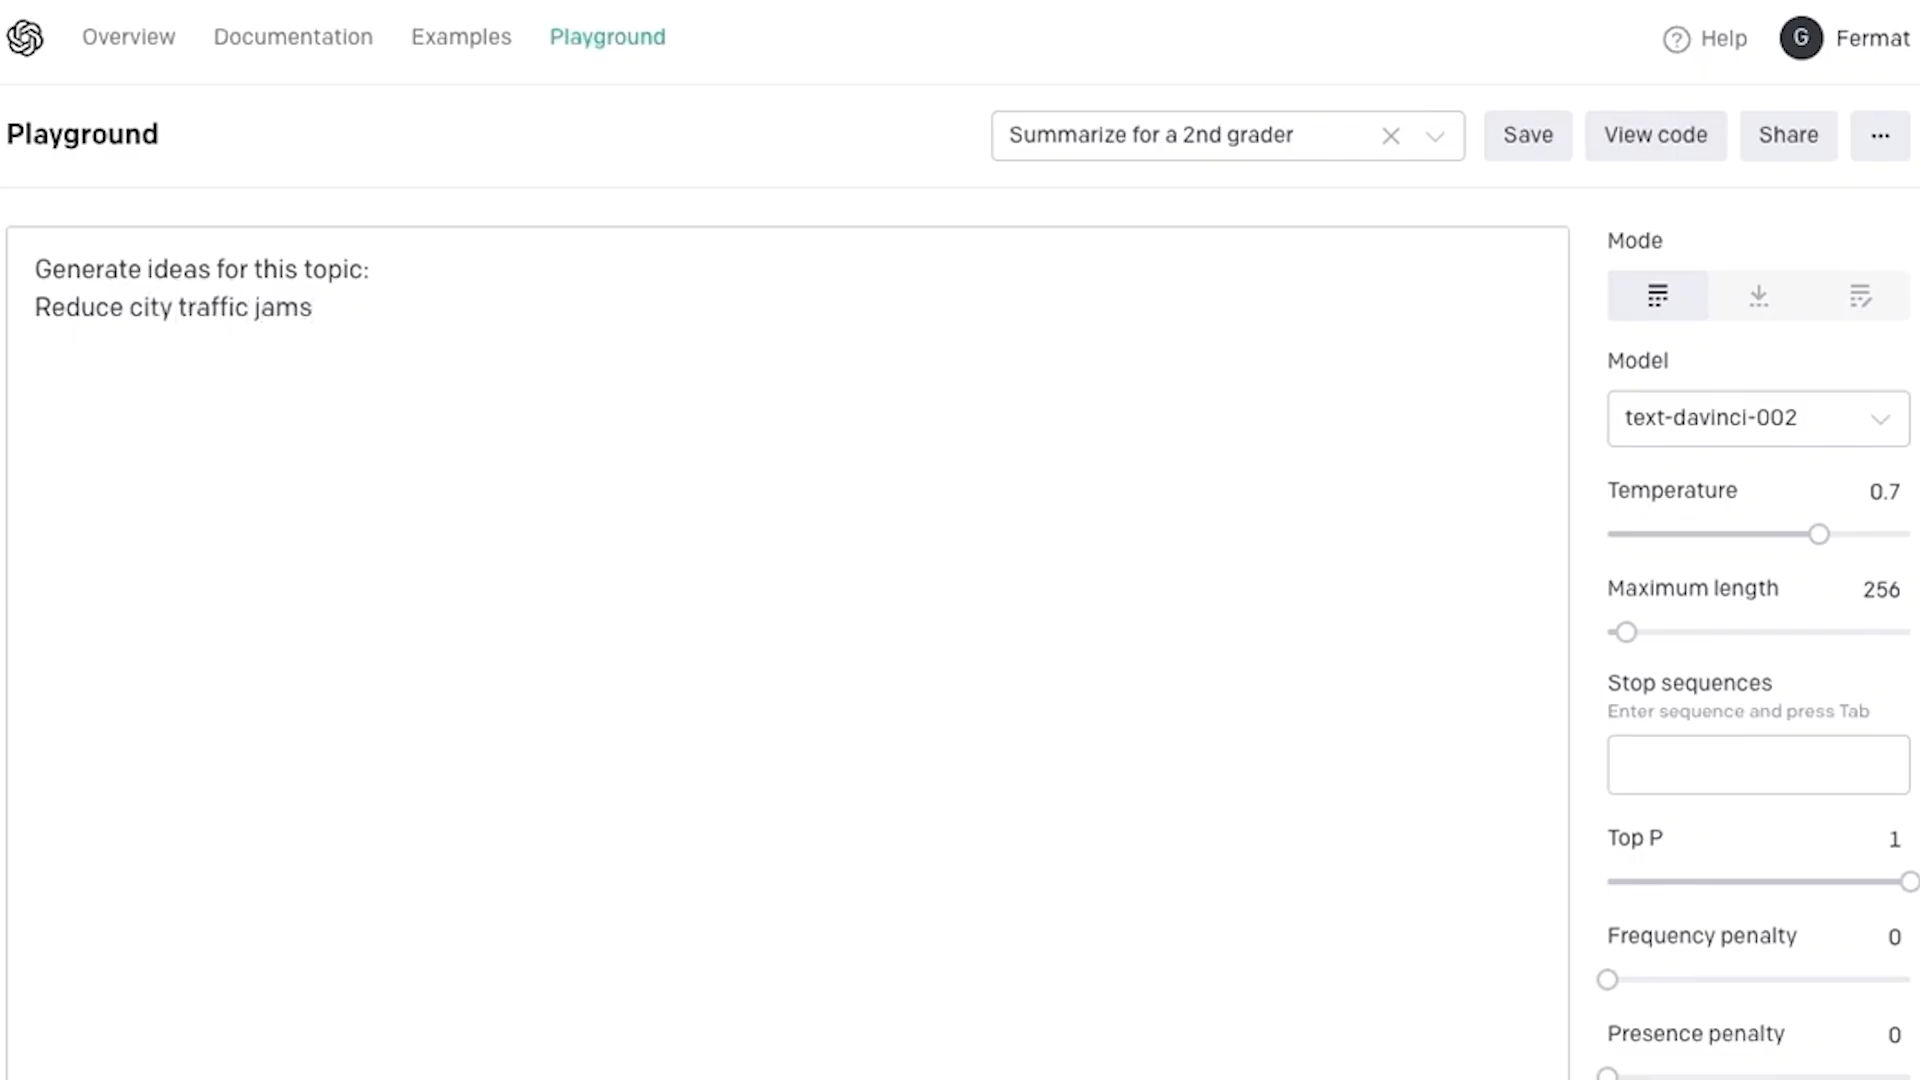 Overview Documentation Examples Playground Help G Fermat
Playground Summarize for a 2nd grader Save View code Share ...
Generate ideas for this topic:
Reduce city traffic jams
Mode
Model
text-davinci-002
Temperature 0.7
Maximum length 256
Stop sequences
Enter sequence and press Tab
Top P 1
Frequency penalty 0
Presence penalty 0